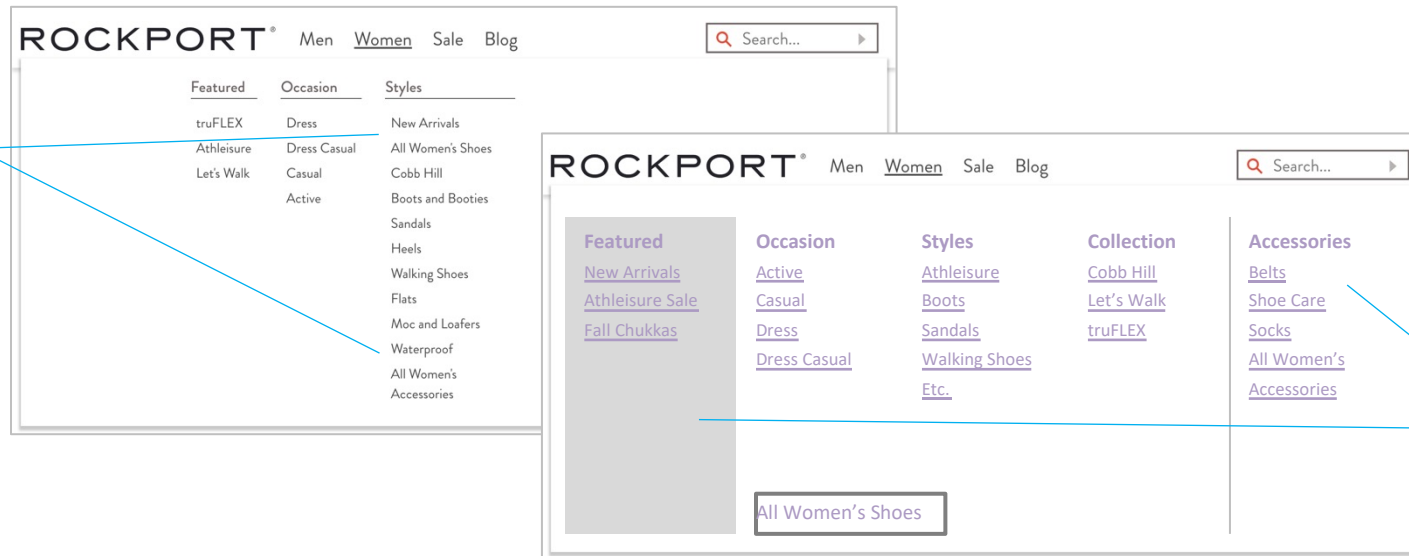 ROCKPORT® Men Women Sale Blog Search...
Featured Occasion Styles
truFLEX Dress New Arrivals
Athleisure Dress Casual All Women's Shoes
Let's Walk Casual Cobb Hill
Active Boots and Booties
Sandals
Heels
Walking Shoes
Flats
Moc and Loafers
Waterproof
All Women's
Accessories
ROCKPORT® Men Women Sale Blog Search...
Featured Occasion Styles Collection Accessories
New Arrivals Active Athleisure Cobb Hill Belts
Athleisure Sale Casual Boots Let's Walk Shoe Care
Fall Chukkas Dress Sandals truFLEX Socks
Dress Casual Walking Shoes All Women's
Etc. Accessories
All Women's Shoes